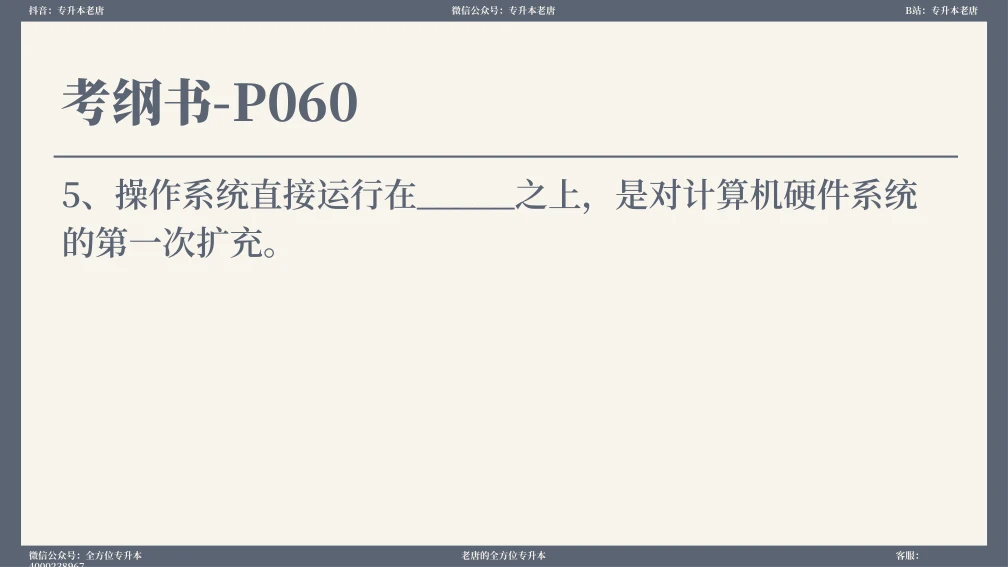 抖音：专升本老唐
微信公众号：专升本老唐
B站：专升本老唐
考纲书-P060
5、操作系统直接运行在______之上，是对计算机硬件系统
的第一次扩充。
微信公众号：全方位专升本
老唐的全方位专升本
客服：
4000238967